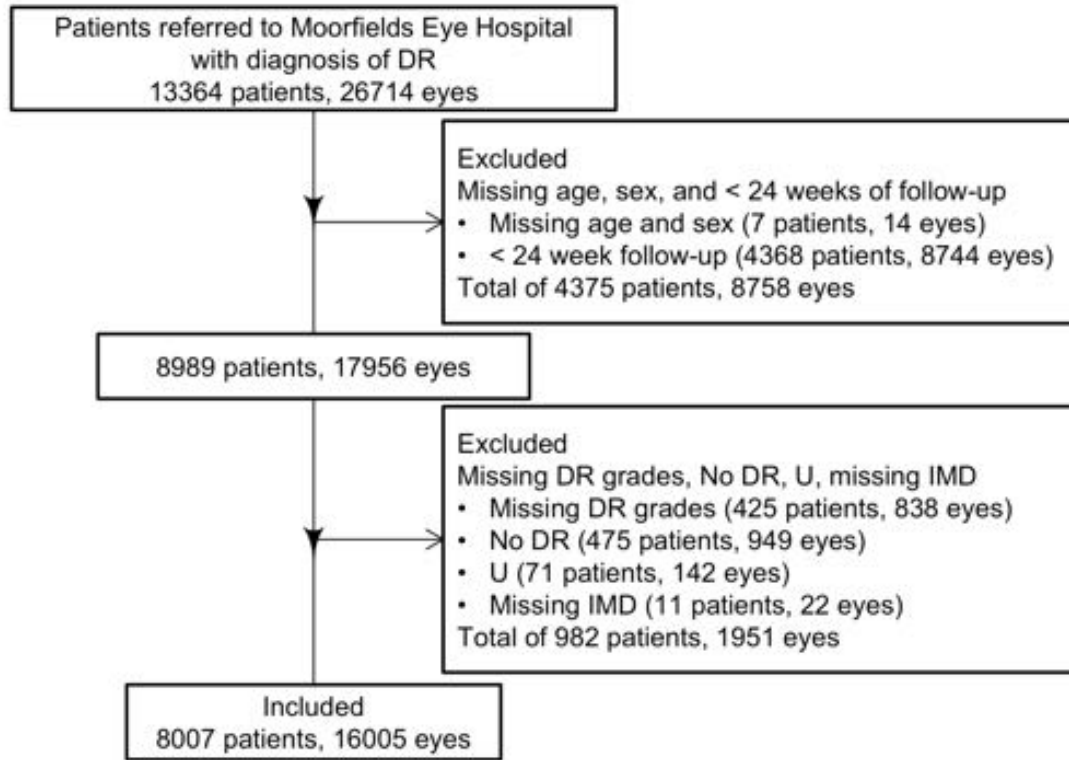 Patients referred to Moorfields Eye Hospital
with diagnosis of DR
13364 patients, 26714 eyes
Excluded
Missing age, sex, and < 24 weeks of follow-up
• Missing age and sex (7 patients, 14 eyes)
• < 24 week follow-up (4368 patients, 8744 eyes)
Total of 4375 patients, 8758 eyes
8989 patients, 17956 eyes
Excluded
Missing DR grades, No DR, U, missing IMD
• Missing DR grades (425 patients, 838 eyes)
• No DR (475 patients, 949 eyes)
• U (71 patients, 142 eyes)
• Missing IMD (11 patients, 22 eyes)
Total of 982 patients, 1951 eyes
Included
8007 patients, 16005 eyes